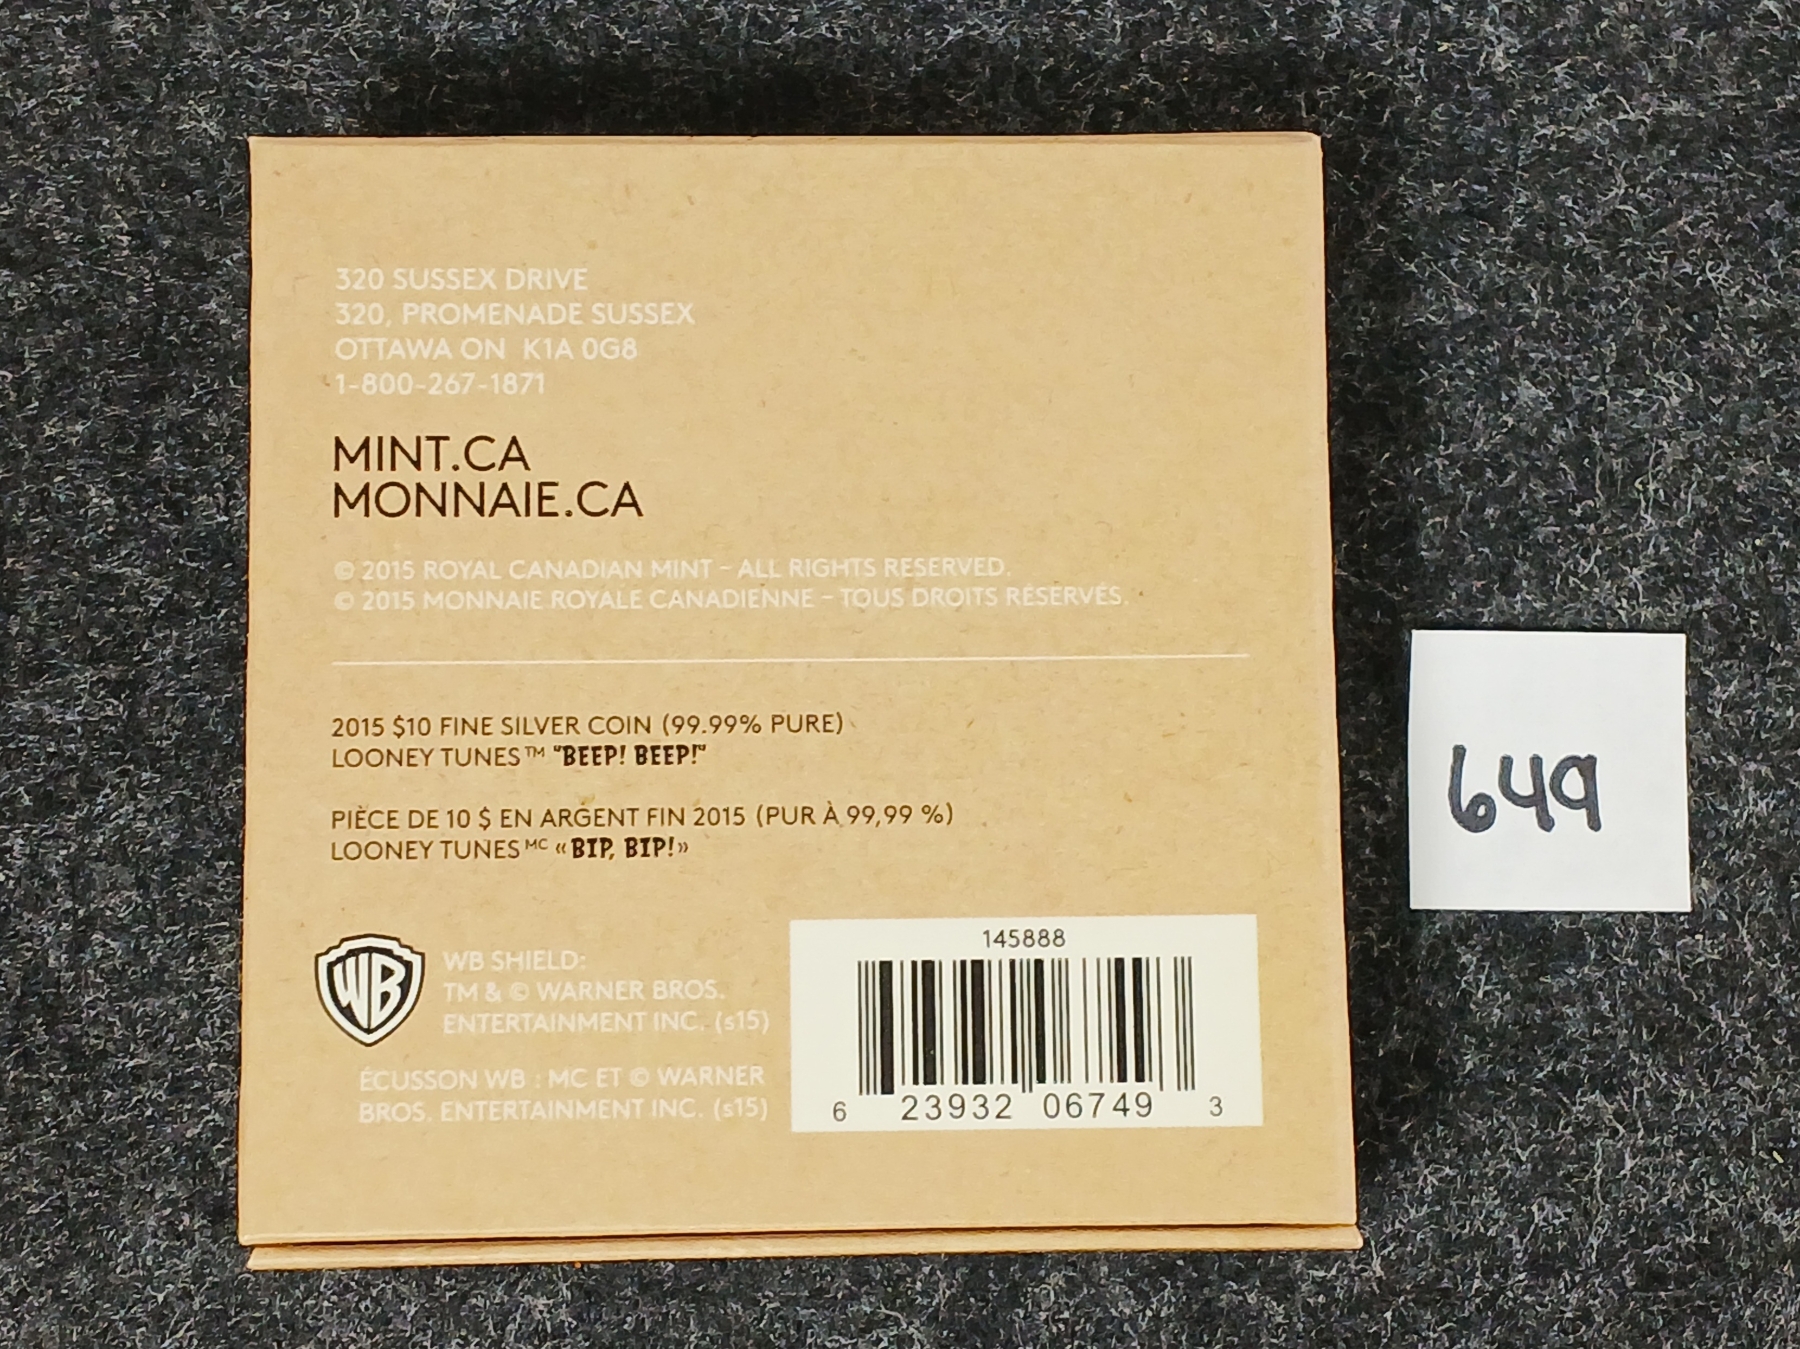 320 SUSSEX DRIVE
320, PROMENADE SUSSEX
OTTAWA ON K1A 0G8
1-800-267-1871
MINT.CA
MONNAIE.CA
© 2015 ROYAL CANADIAN MINT – ALL RIGHTS RESERVED.
© 2015 MONNAIE ROYALE CANADIENNE – TOUS DROITS RÉSERVÉS.
2015 $10 FINE SILVER COIN (99.99% PURE)
LOONEY TUNES™ "BEEP! BEEP!"
PIÈCE DE 10 $ EN ARGENT FIN 2015 (PUR À 99,99 %)
LOONEY TUNES MC «BIP, BIP!»
WB
WB SHIELD:
TM & © WARNER BROS.
ENTERTAINMENT INC. (s15)
ÉCUSSON WB : MC ET © WARNER
BROS. ENTERTAINMENT INC. (s15)
145888
6 23932 06749 3
649